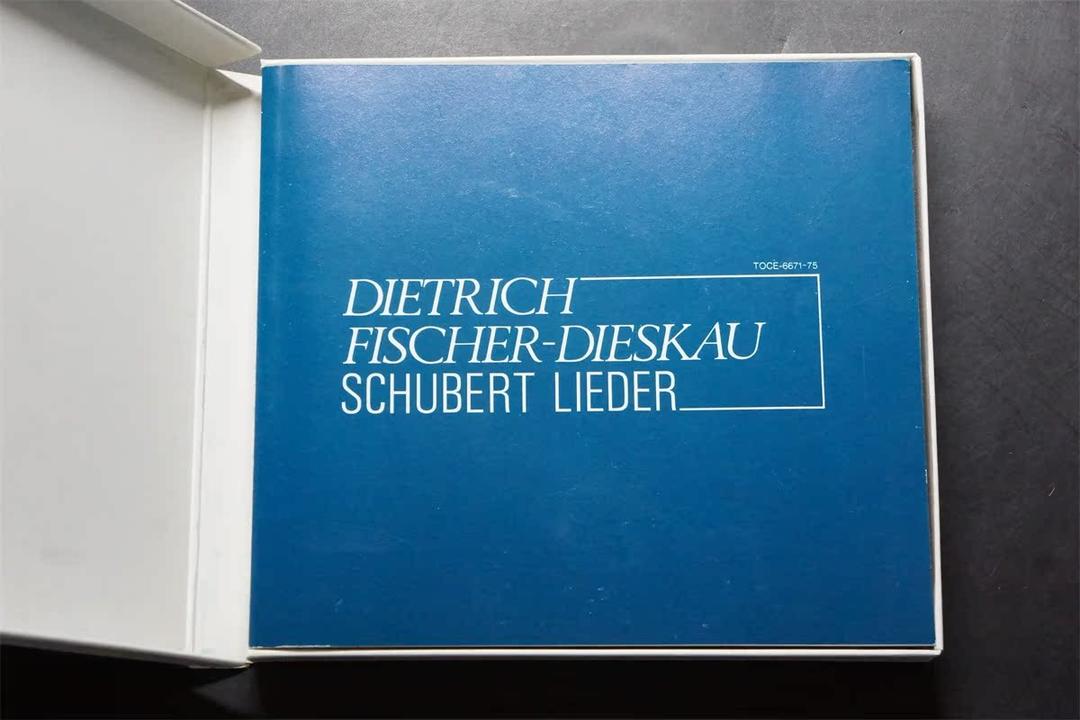 TOCE-6671-75
DIETRICH
FISCHER-DIESKAU
SCHUBERT LIEDER